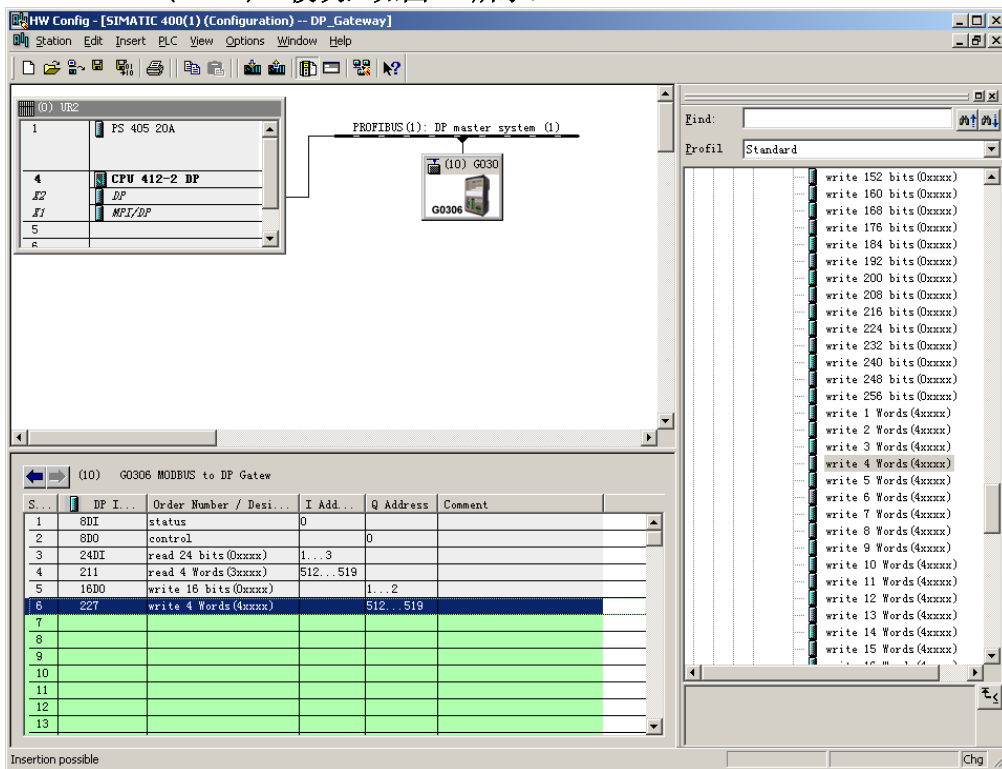 HW Config - [SIMATIC 400(1) (Configuration) -- DP_Gateway]
Station Edit Insert PLC View Options Window Help
(0) UR2
1 PS 405 20A
4 CPU 412-2 DP
X2 DP
X1 MPI/DP
5
6
PROFIBUS(1): DP master system (1)
(10) G030
G0306
Find:
Profil Standard
write 152 bits(0xxxx)
write 160 bits(0xxxx)
write 168 bits(0xxxx)
write 176 bits(0xxxx)
write 184 bits(0xxxx)
write 192 bits(0xxxx)
write 200 bits(0xxxx)
write 208 bits(0xxxx)
write 216 bits(0xxxx)
write 224 bits(0xxxx)
write 232 bits(0xxxx)
write 240 bits(0xxxx)
write 248 bits(0xxxx)
write 256 bits(0xxxx)
write 1 Words(4xxxx)
write 2 Words(4xxxx)
write 3 Words(4xxxx)
write 4 Words(4xxxx)
write 5 Words(4xxxx)
write 6 Words(4xxxx)
write 7 Words(4xxxx)
write 8 Words(4xxxx)
write 9 Words(4xxxx)
write 10 Words(4xxxx)
write 11 Words(4xxxx)
write 12 Words(4xxxx)
write 13 Words(4xxxx)
write 14 Words(4xxxx)
write 15 Words(4xxxx)
(10) G0306 MODBUS to DP Gatew
S... DP I... Order Number / Desi... I Add... Q Address Comment
1 8DI status 0
2 8DO control 0
3 24DI read 24 bits(0xxxx) 1...3
4 211 read 4 Words(3xxxx) 512...519
5 16DO write 16 bits(0xxxx) 1...2
6 227 write 4 Words(4xxxx) 512...519
7
8
9
10
11
12
13
Insertion possible
Chg